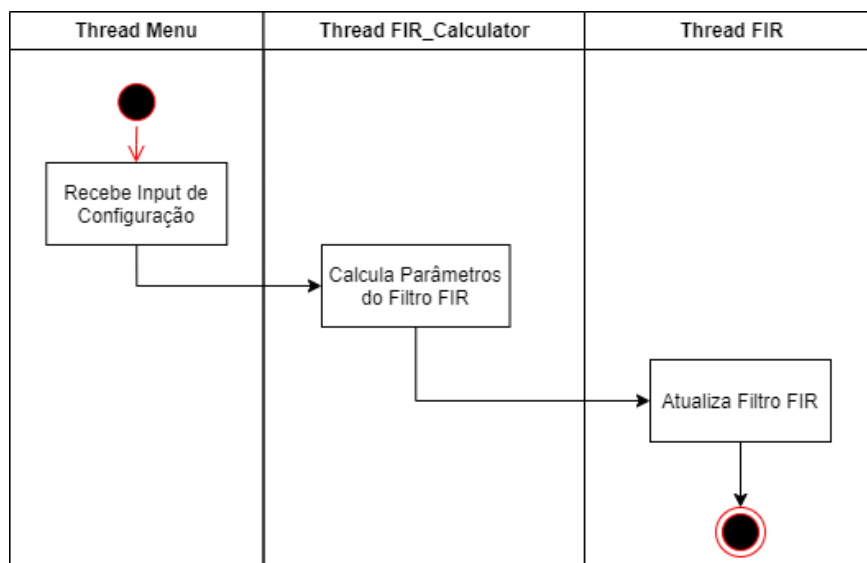 Thread Menu
Thread FIR_Calculator
Thread FIR
Recebe Input de
Configuração
Calcula Parâmetros
do Filtro FIR
Atualiza Filtro FIR